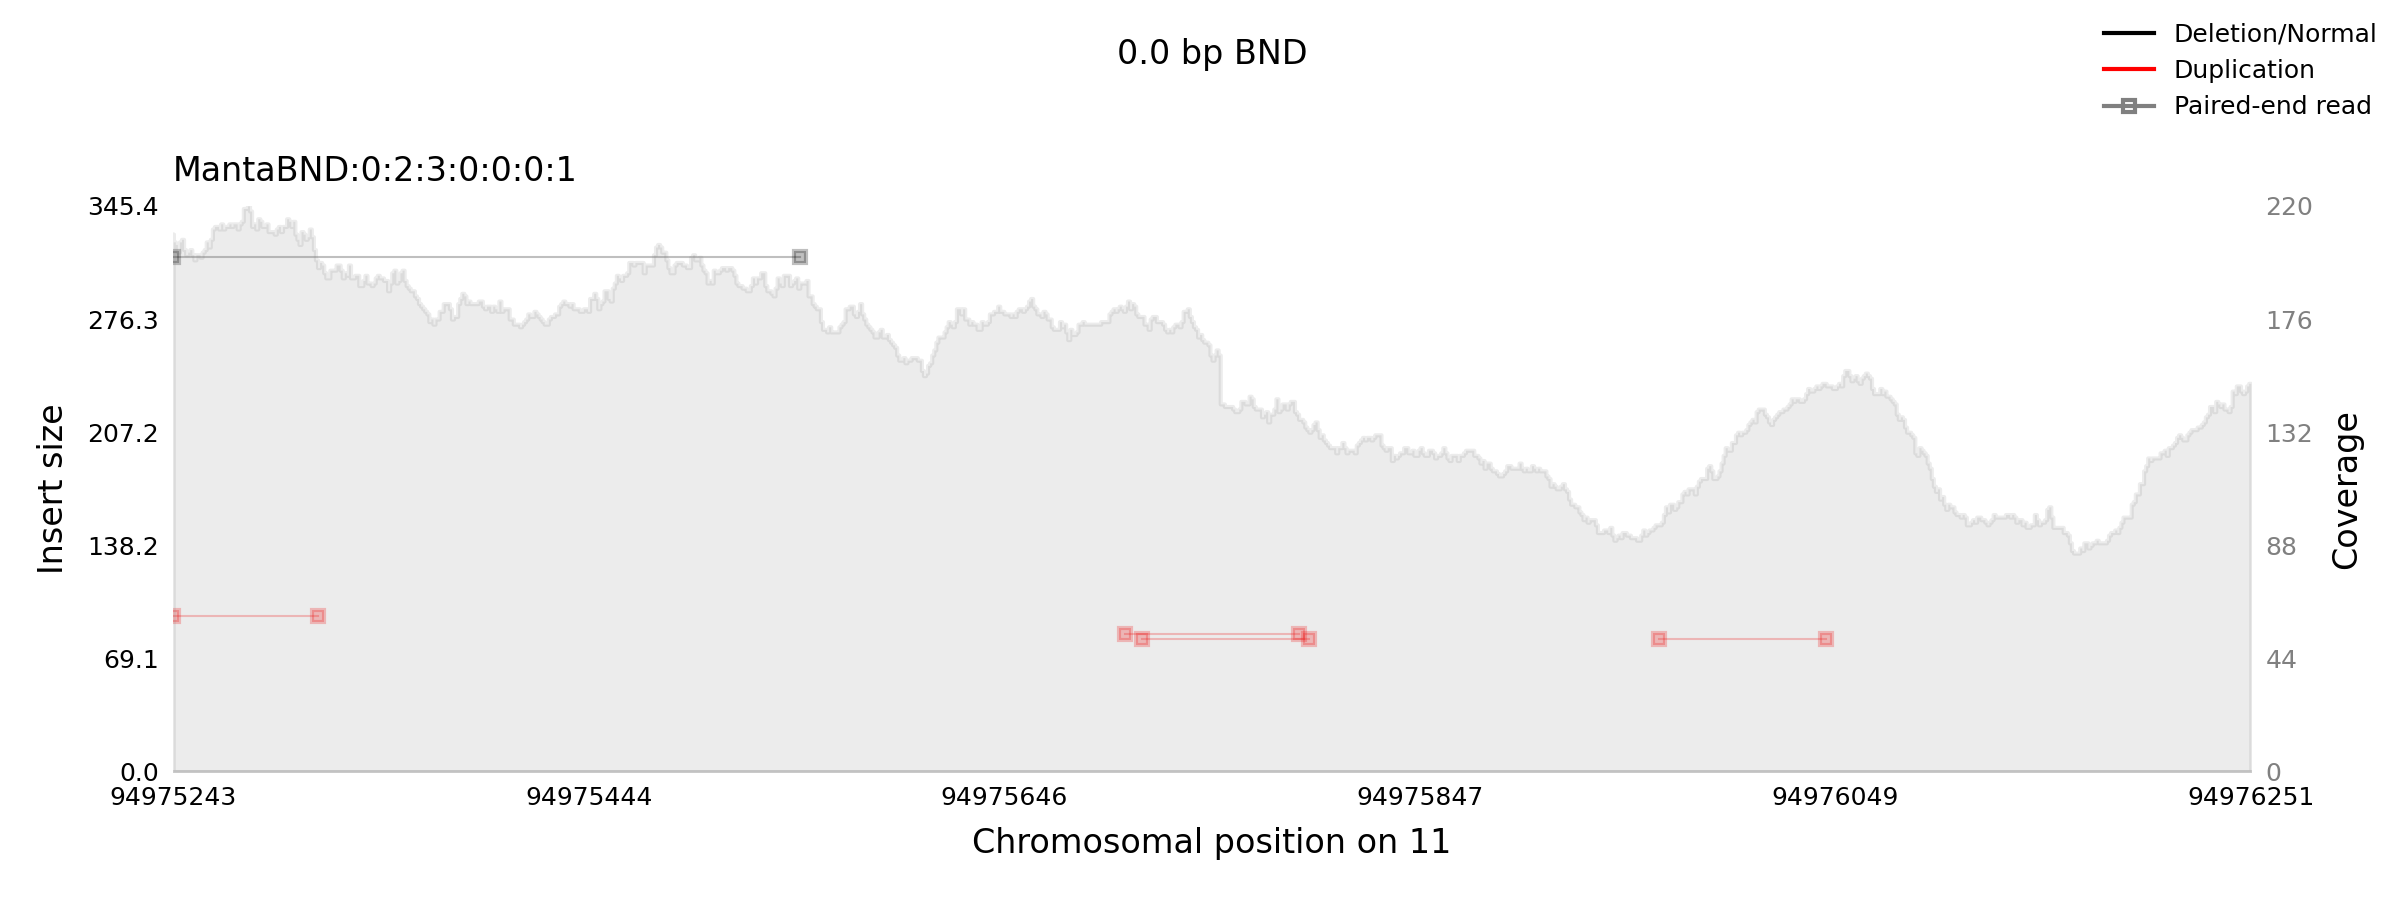 0.0 bp BND
Deletion/Normal
Duplication
Paired-end read
MantaBND:0:2:3:0:0:0:1
345.4
276.3
207.2
138.2
69.1
0.0
Insert size
220
176
132
88
44
0
Coverage
94975243 94975444 94975646 94975847 94976049 94976251
Chromosomal position on 11